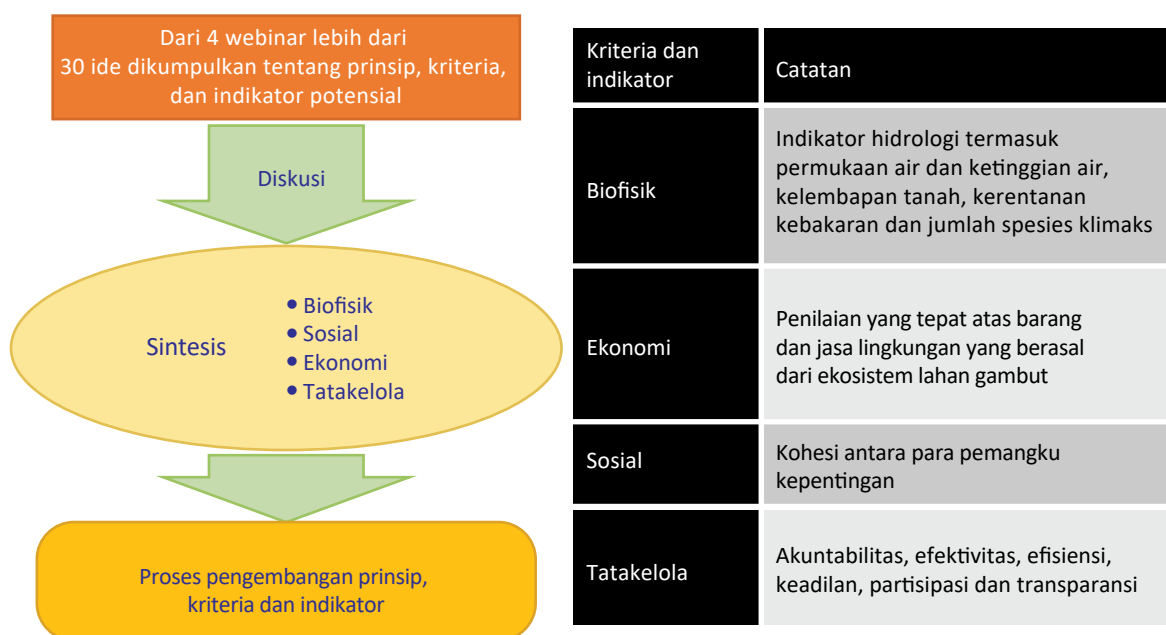 Dari 4 webinar lebih dari
30 ide dikumpulkan tentang prinsip, kriteria,
dan indikator potensial
Diskusi
Sintesis
• Biofisik
• Sosial
• Ekonomi
• Tatakelola
Proses pengembangan prinsip,
kriteria dan indikator
Kriteria dan
indikator
Catatan
Biofisik
Indikator hidrologi termasuk
permukaan air dan ketinggian air,
kelembapan tanah, kerentanan
kebakaran dan jumlah spesies klimaks
Ekonomi
Penilaian yang tepat atas barang
dan jasa lingkungan yang berasal
dari ekosistem lahan gambut
Sosial
Kohesi antara para pemangku
kepentingan
Tatakelola
Akuntabilitas, efektivitas, efisiensi,
keadilan, partisipasi dan transparansi